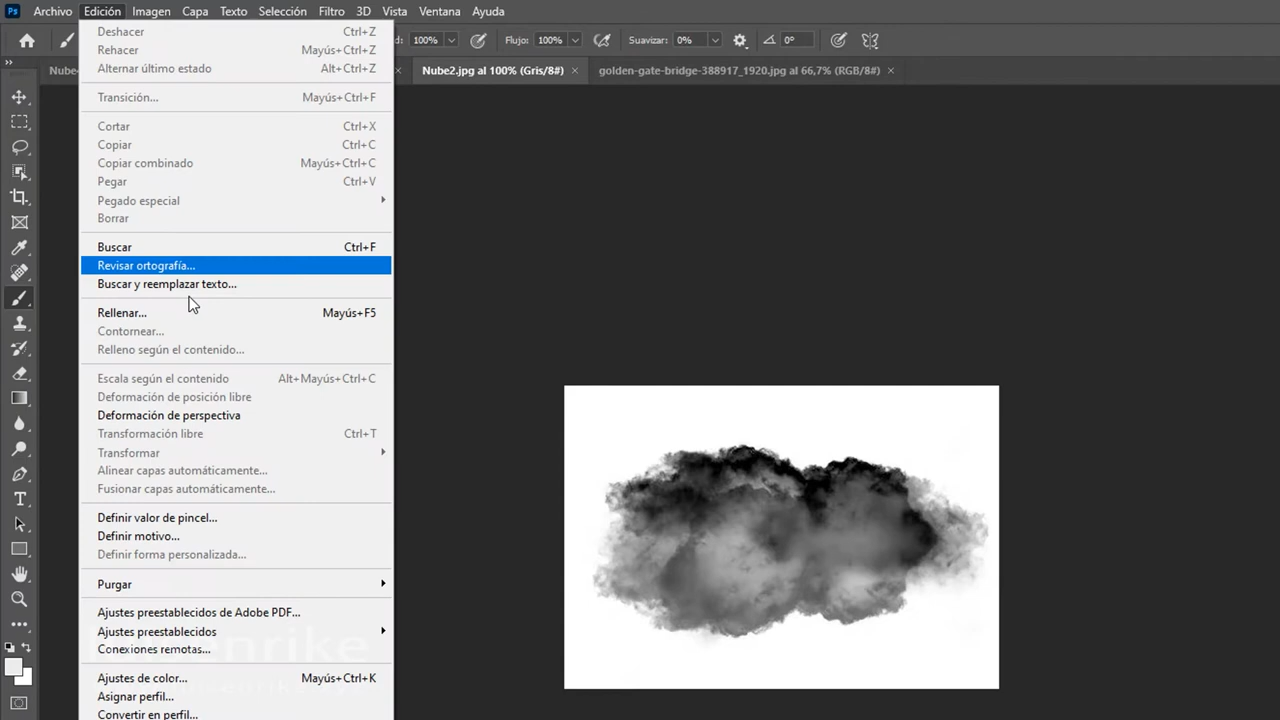 Ps Archivo Edición Imagen Capa Texto Selección Filtro 3D Vista Ventana Ayuda
100% Flujo: 100% Suavizar: 0% 0°
Nube2.jpg al 100% (Gris/8#) × golden-gate-bridge-388917_1920.jpg al 66,7% (RGB/8#) ×
Deshacer Ctrl+Z
Rehacer Mayús+Ctrl+Z
Alternar último estado Alt+Ctrl+Z
Transición... Mayús+Ctrl+F
Cortar Ctrl+X
Copiar Ctrl+C
Copiar combinado Mayús+Ctrl+C
Pegar Ctrl+V
Pegado especial
Borrar
Buscar Ctrl+F
Revisar ortografía...
Buscar y reemplazar texto...
Rellenar... Mayús+F5
Contornear...
Relleno según el contenido...
Escala según el contenido Alt+Mayús+Ctrl+C
Deformación de posición libre
Deformación de perspectiva
Transformación libre Ctrl+T
Transformar
Alinear capas automáticamente...
Fusionar capas automáticamente...
Definir valor de pincel...
Definir motivo...
Definir forma personalizada...
Purgar
Ajustes preestablecidos de Adobe PDF...
Ajustes preestablecidos
Conexiones remotas...
Ajustes de color... Mayús+Ctrl+K
Asignar perfil...
Convertir en perfil...